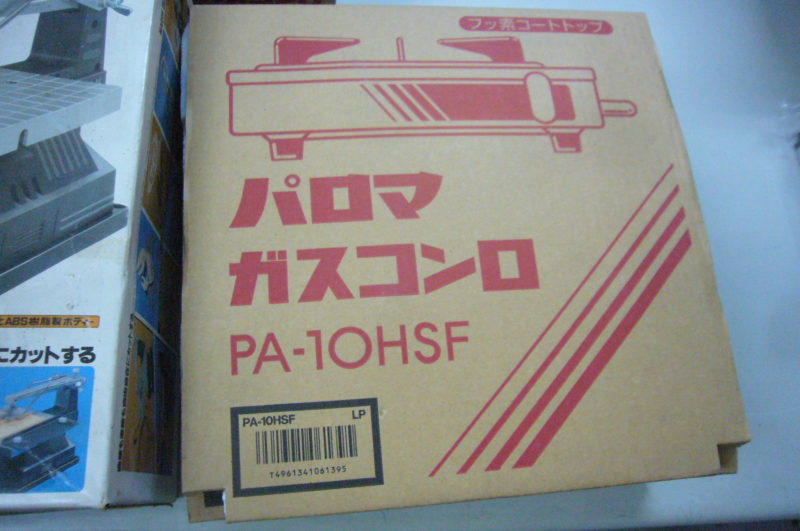 フッ素コートトップ
パロマ
ガスコンロ
PA-10HSF
PA-10HSF LP
T4961341061395
ABS樹脂製ボディー
にカットする